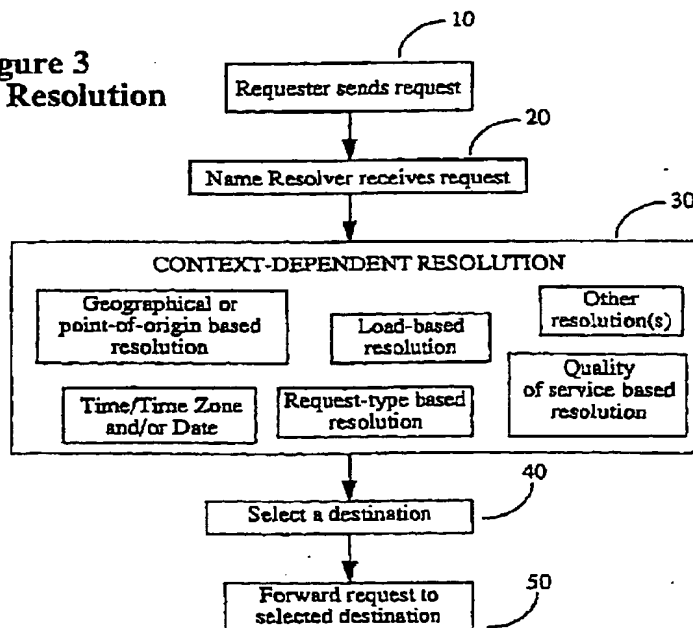 gure 3
Resolution
10
Requester sends request
20
Name Resolver receives request
30
CONTEXT-DEPENDENT RESOLUTION
Geographical or
point-of-origin based
resolution
Load-based
resolution
Other
resolution(s)
Time/Time Zone
and/or Date
Request-type based
resolution
Quality
of service based
resolution
40
Select a destination
50
Forward request to
selected destination